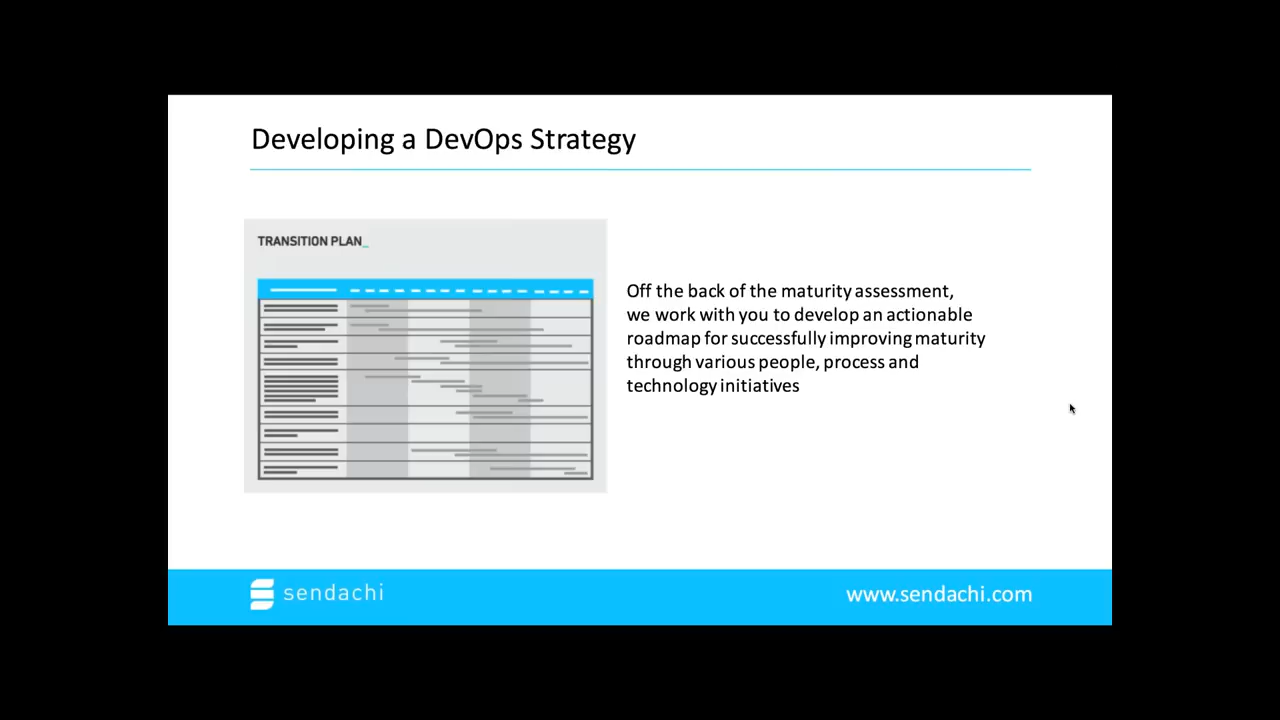 Developing a DevOps Strategy
TRANSITION PLAN_
Off the back of the maturity assessment,
we work with you to develop an actionable
roadmap for successfully improving maturity
through various people, process and
technology initiatives
sendachi
www.sendachi.com